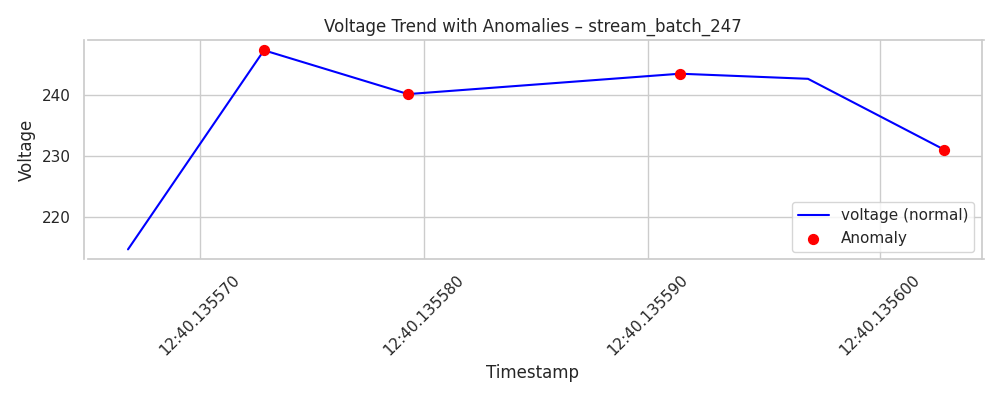 Voltage Trend with Anomalies – stream_batch_247
Voltage
240
230
220
voltage (normal)
Anomaly
12:40.135570
12:40.135580
12:40.135590
12:40.135600
Timestamp